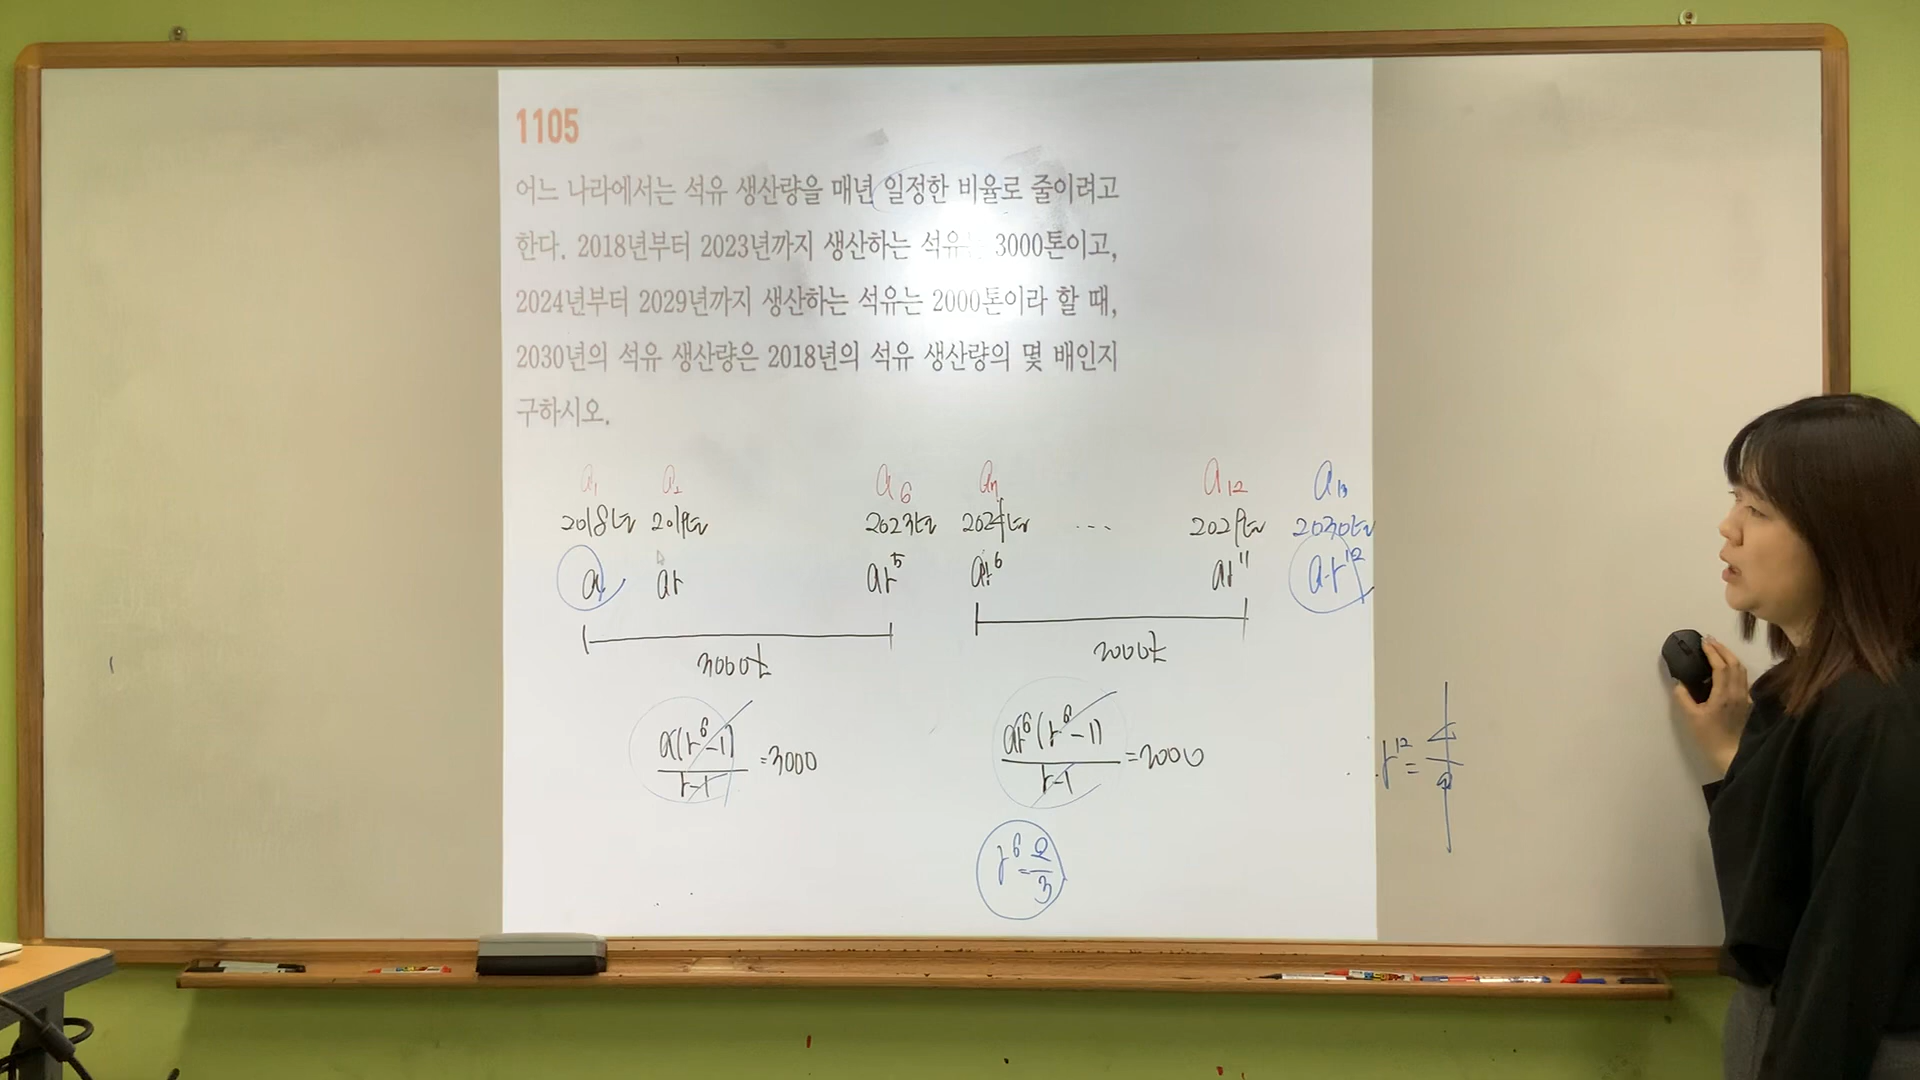 1105
어느 나라에서는 석유 생산량을 매년 일정한 비율로 줄이려고
한다. 2018년부터 2023년까지 생산하는 석유는 3000톤이고,
2024년부터 2029년까지 생산하는 석유는 2000톤이라 할 때,
2030년의 석유 생산량은 2018년의 석유 생산량의 몇 배인지
구하시오.
a₁ a₂ a₆ a₇ a₁₂ a₁₃
2018년 2019년 2023년 2024년 ... 2029년 2030년
a ar ar⁵ ar⁶ ar¹¹ ar¹²
3000톤 2000톤
a(r⁶-1)/r-1 = 3000 ar⁶(r⁶-1)/r-1 = 2000 r¹² = 4/9
r⁶ = 2/3